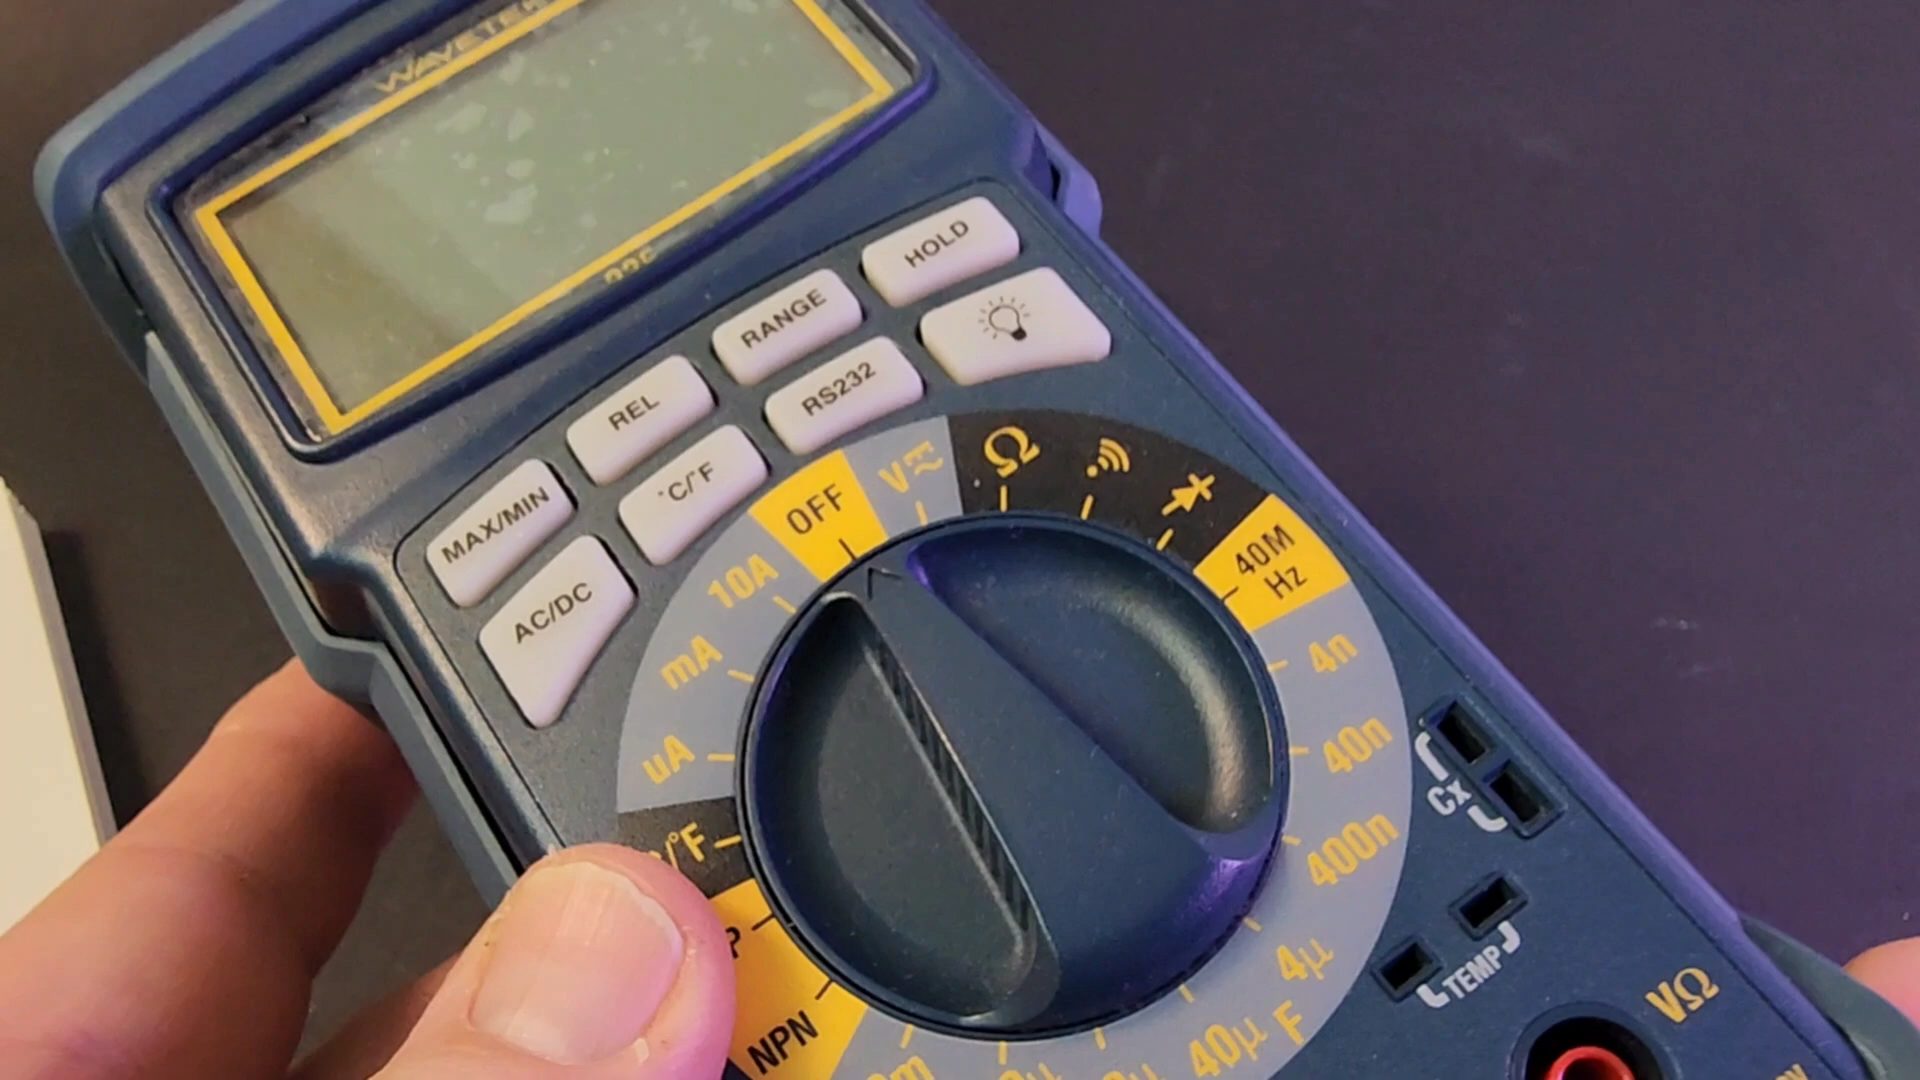 WAVETEK
HOLD
RANGE
RS232
REL
°C/°F
MAX/MIN
AC/DC
OFF
V
Ω
40M
Hz
10A
mA
uA
4n
40n
400n
4μ
40μ
F
/°F
P
NPN
Cx
TEMP
VΩ